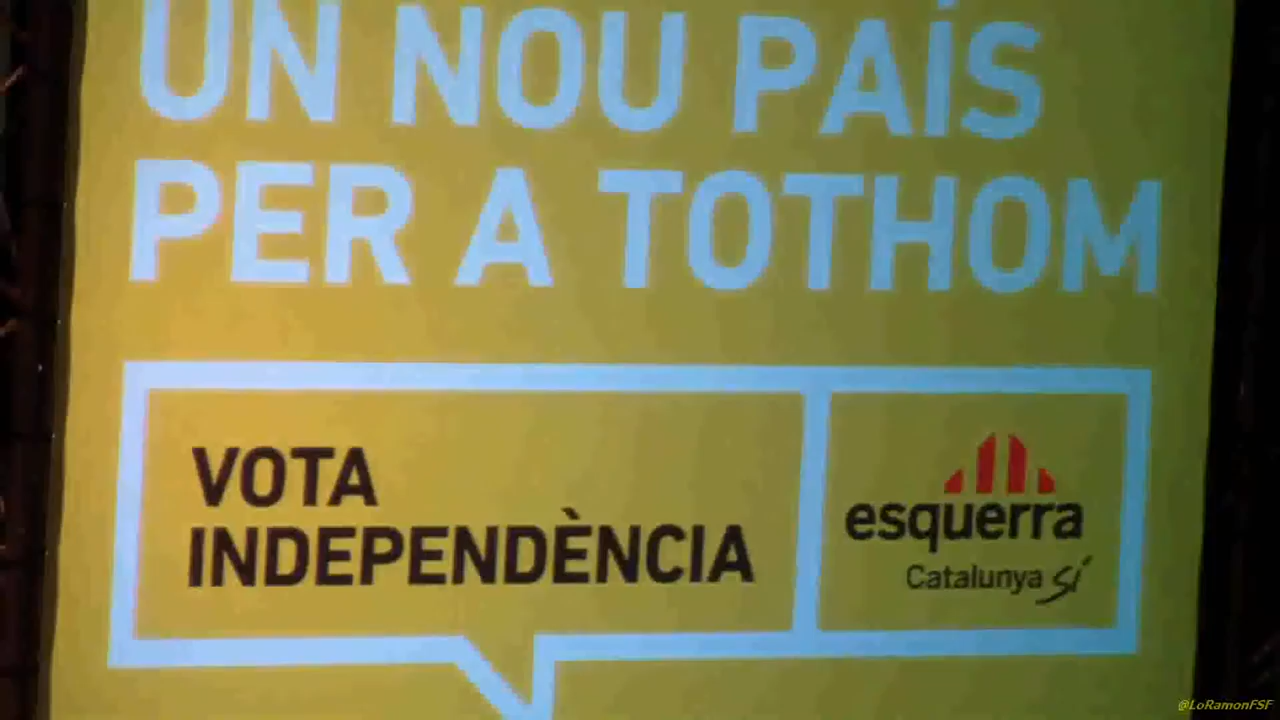 UN NOU PAÍS
PER A TOTHOM
VOTA
INDEPENDÈNCIA
esquerra
Catalunya Sí
@LoRamonFSF